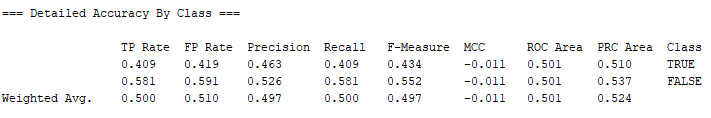 === Detailed Accuracy By Class ===
TP Rate FP Rate Precision Recall F-Measure MCC ROC Area PRC Area Class
0.409 0.419 0.463 0.409 0.434 -0.011 0.501 0.510 TRUE
0.581 0.591 0.526 0.581 0.552 -0.011 0.501 0.537 FALSE
Weighted Avg. 0.500 0.510 0.497 0.500 0.497 -0.011 0.501 0.524